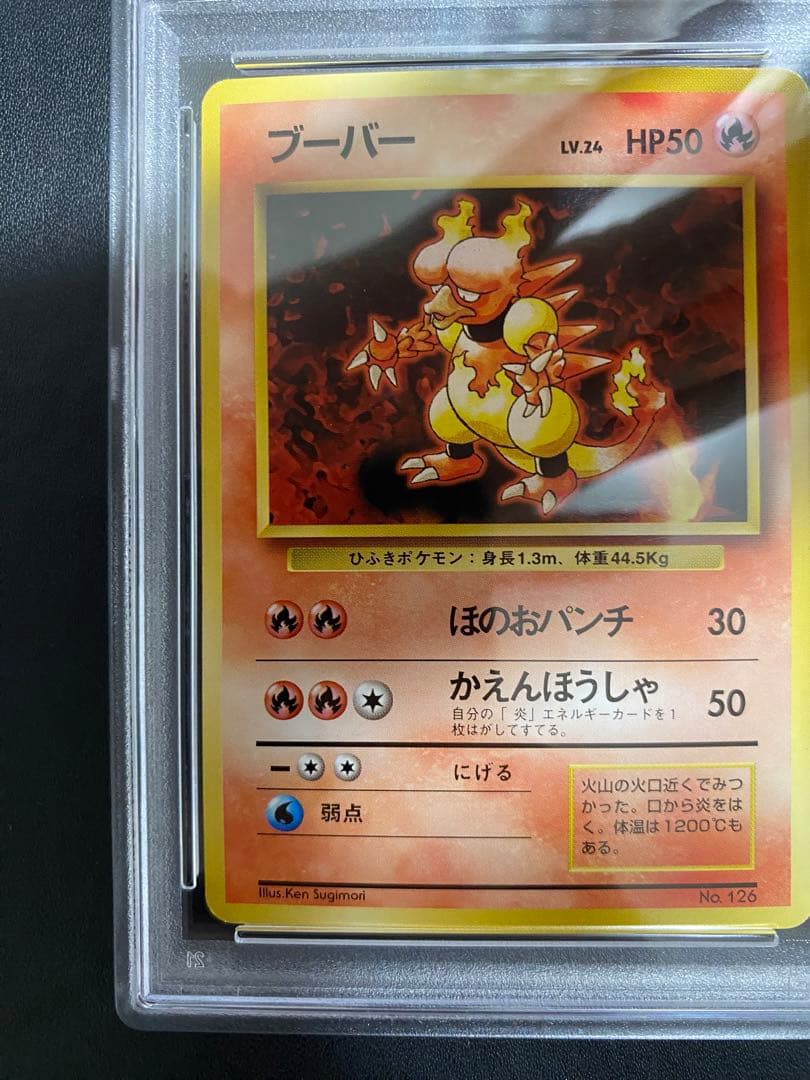 ブーバー LV.24 HP50
ひふきポケモン：身長1.3m、体重44.5Kg
ほのおパンチ 30
かえんほうしゃ 50
自分の「 炎」エネルギーカードを1
枚はがしてすてる。
ー にげる
弱点
火山の火口近くでみつ
かった。口から炎をは
く。体温は1200℃も
ある。
Illus.Ken Sugimori No. 126